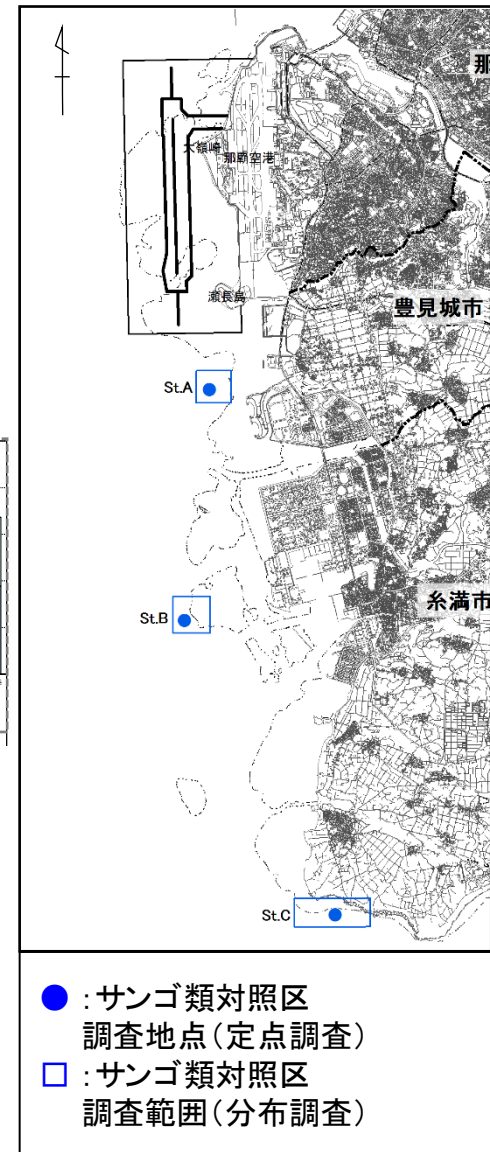 那
大嶺崎
那覇空港
瀬長島
豊見城市
St.A
糸満市
St.B
St.C
●：サンゴ類対照区
調査地点（定点調査）
□：サンゴ類対照区
調査範囲（分布調査）